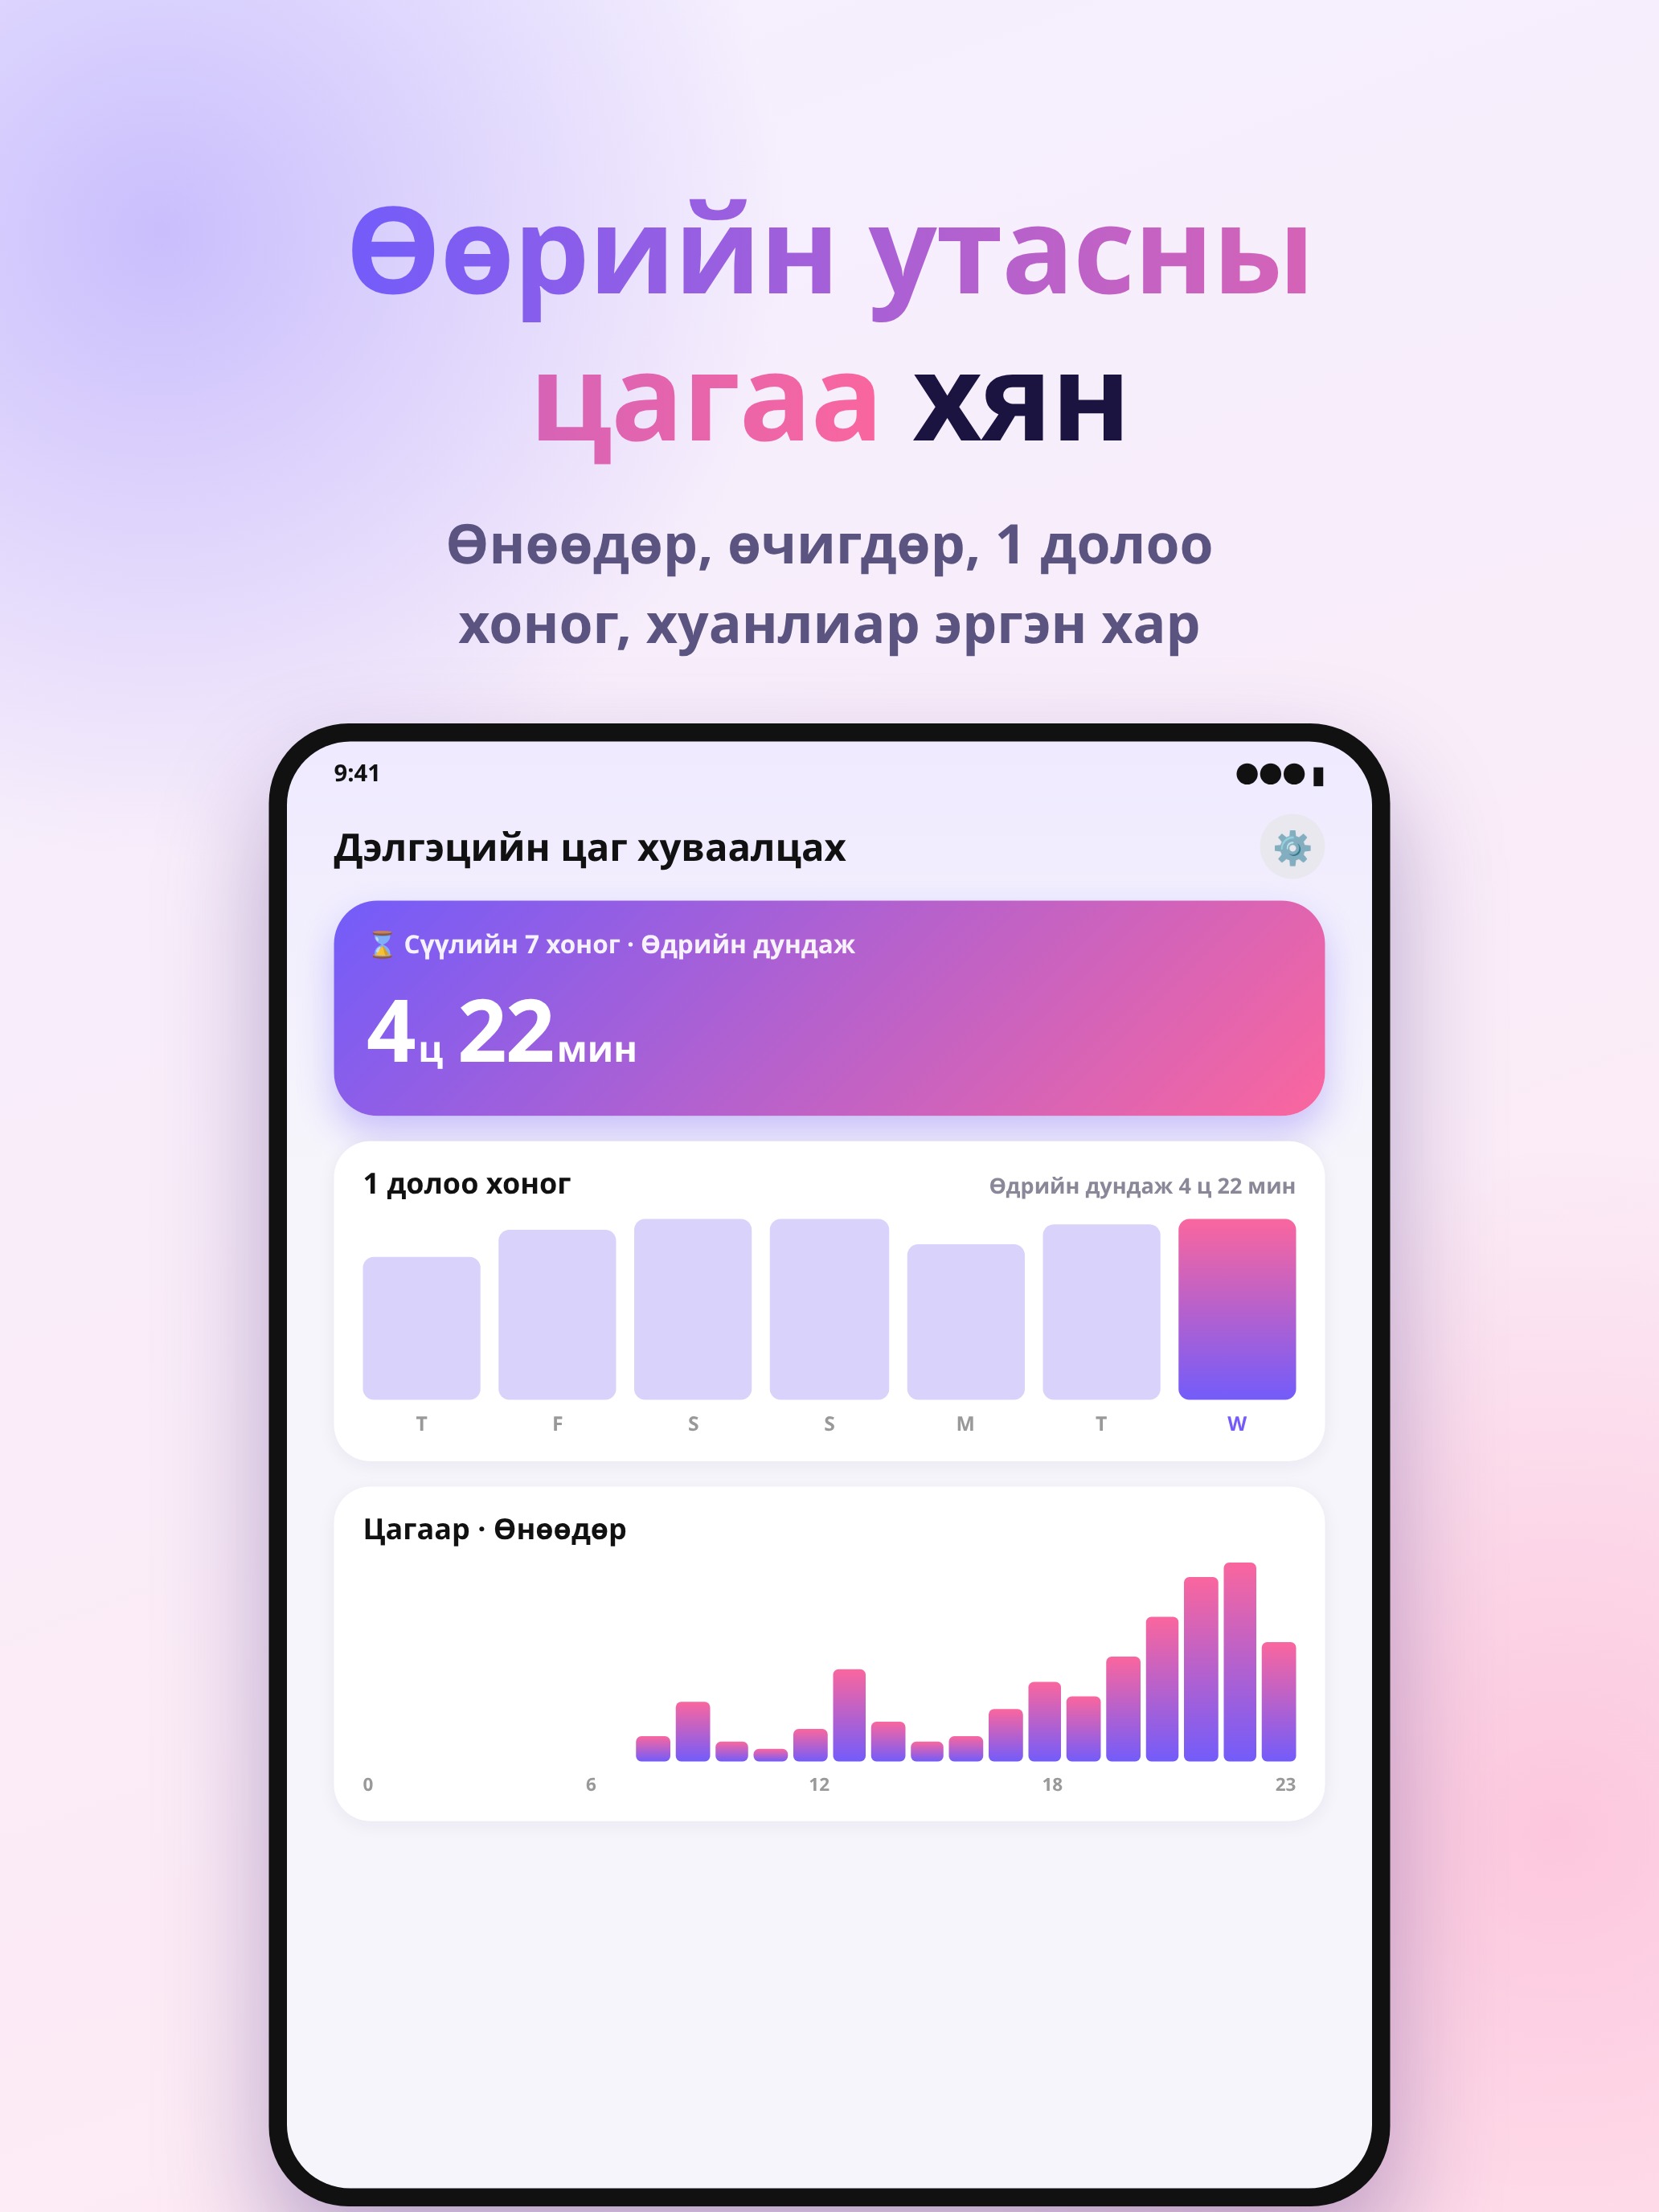 Өөрийн утасны
цагаа хян
Өнөөдөр, өчигдөр, 1 долоо
хоног, хуанлиар эргэн хар
9:41
Дэлгэцийн цаг хуваалцах
⌛ Сүүлийн 7 хоног · Өдрийн дундаж
4ц 22мин
1 долоо хоног
Өдрийн дундаж 4 ц 22 мин
T F S S M T W
Цагаар · Өнөөдөр
0 6 12 18 23